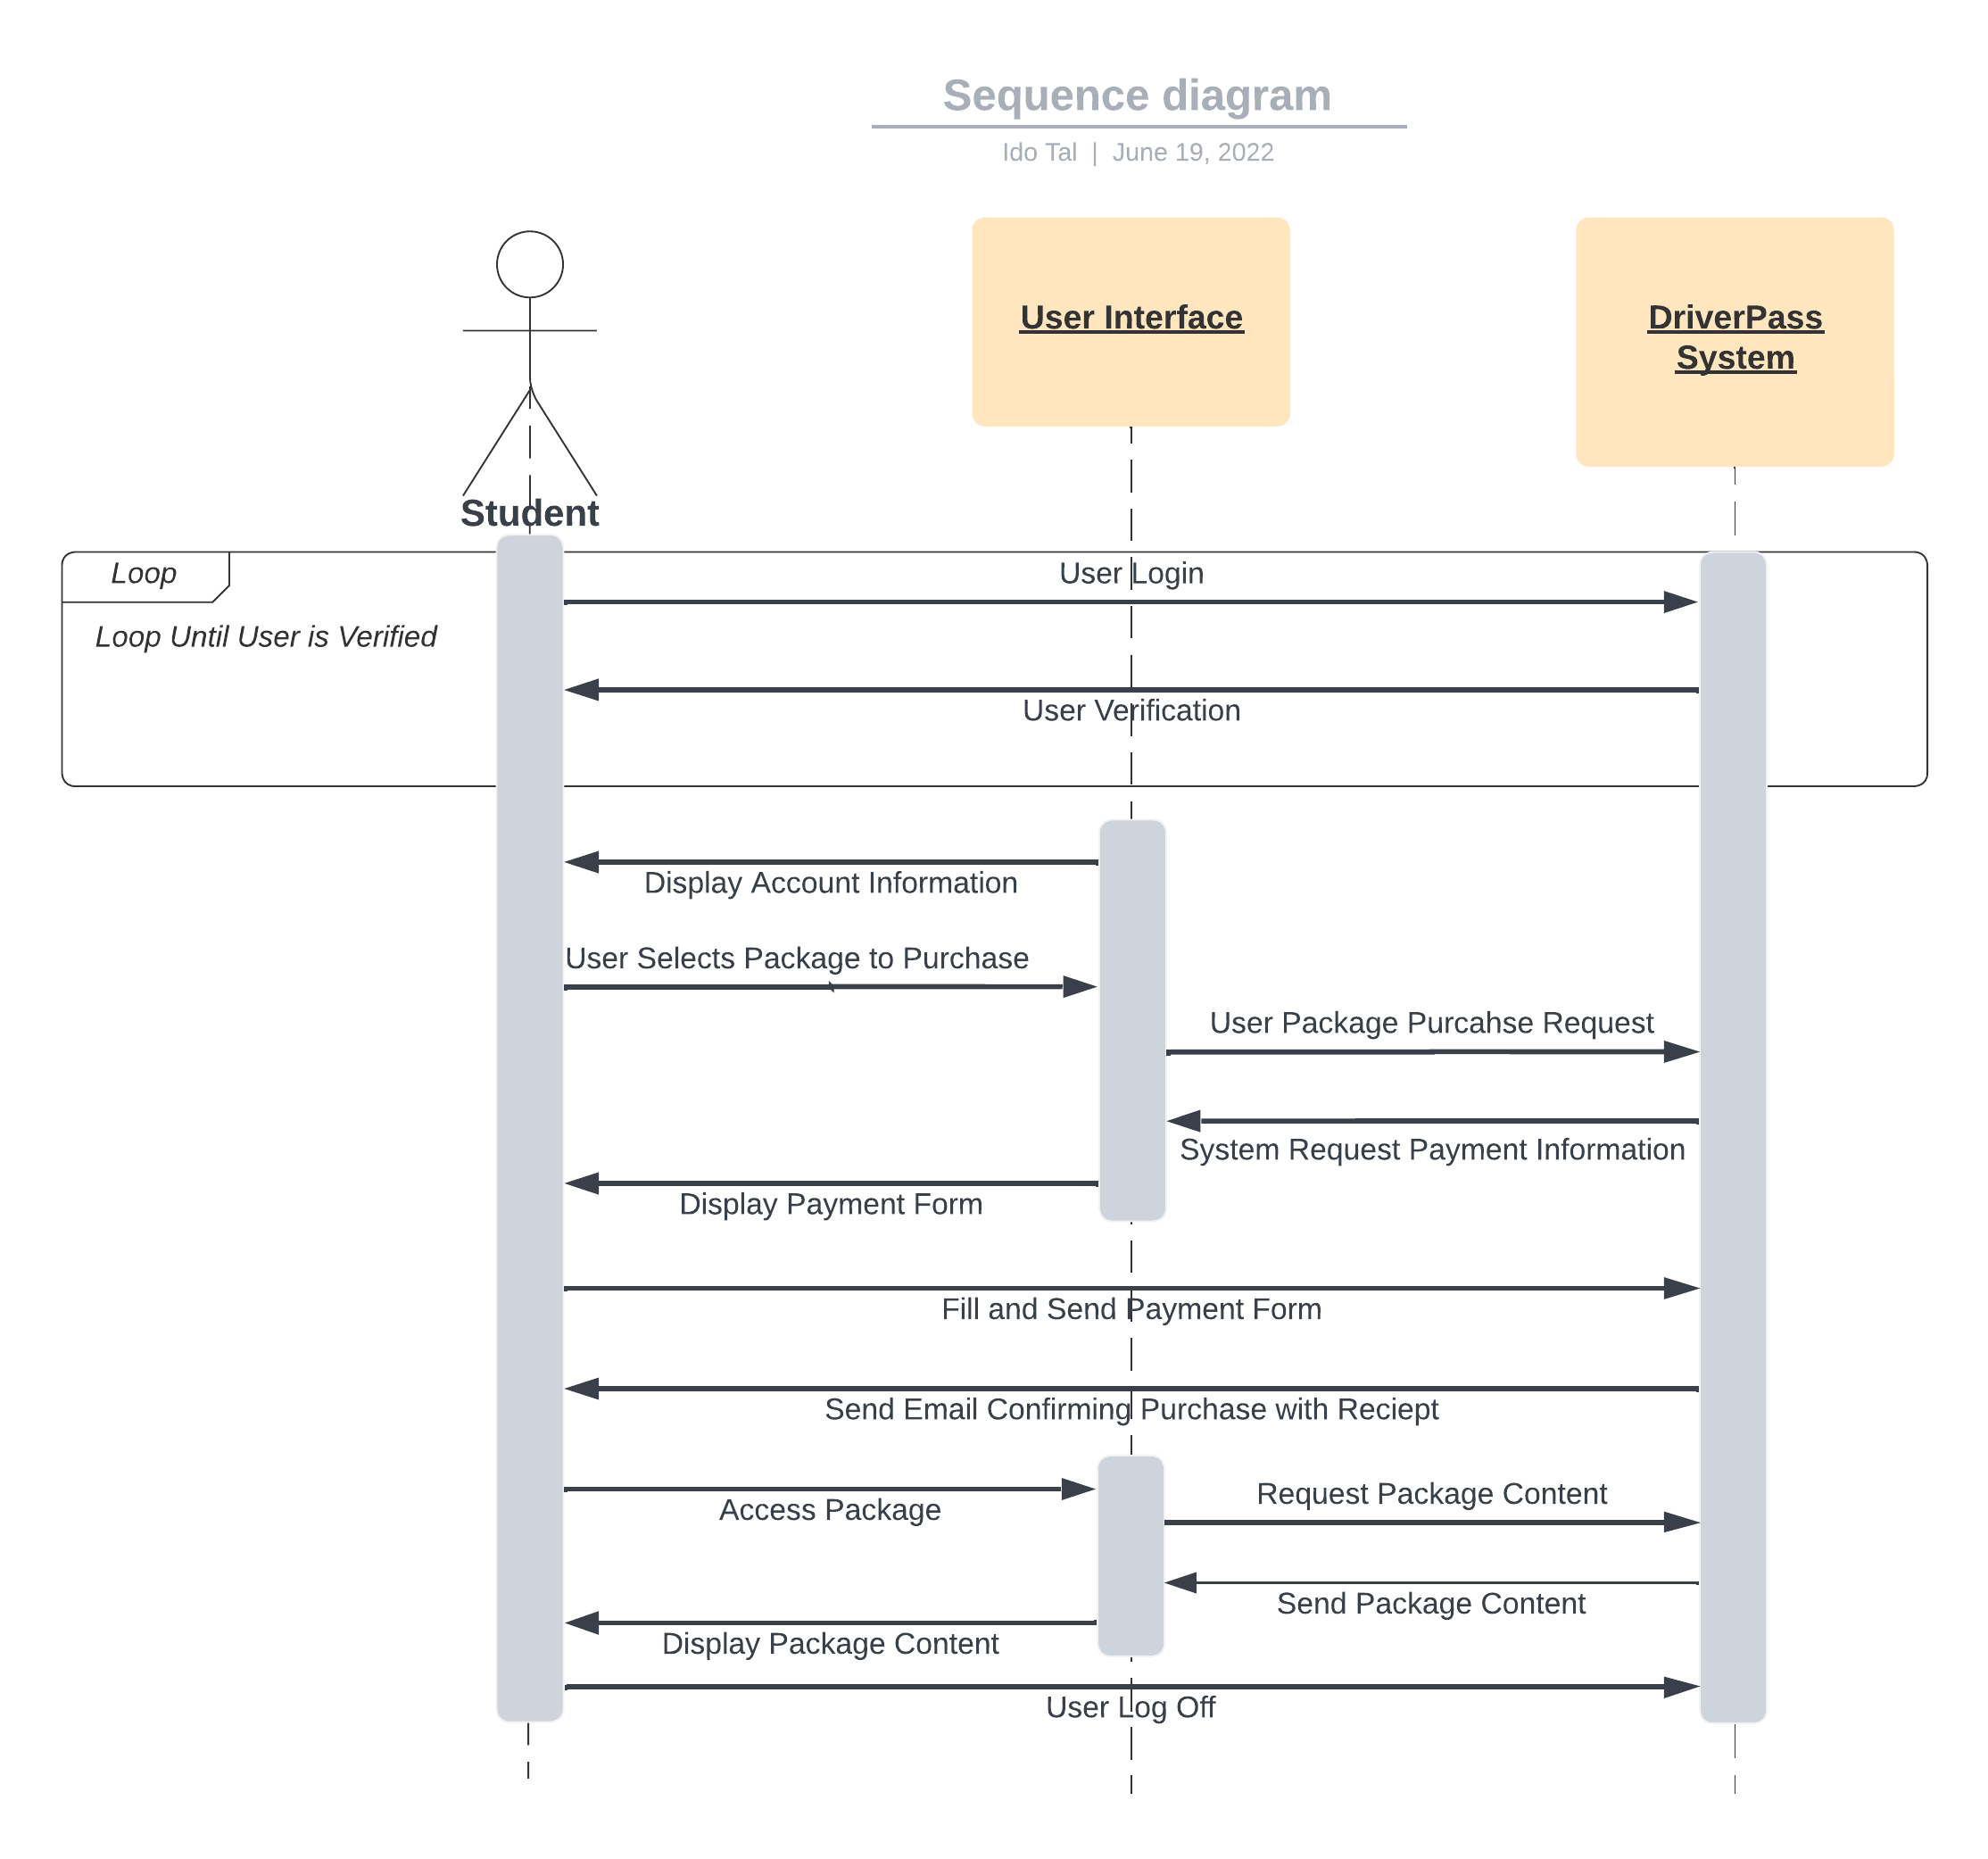 Sequence diagram
Ido Tal | June 19, 2022
User Interface
DriverPass
System
Student
Loop
User Login
Loop Until User is Verified
User Verification
Display Account Information
User Selects Package to Purchase
User Package Purcahse Request
System Request Payment Information
Display Payment Form
Fill and Send Payment Form
Send Email Confirming Purchase with Reciept
Access Package
Request Package Content
Send Package Content
Display Package Content
User Log Off